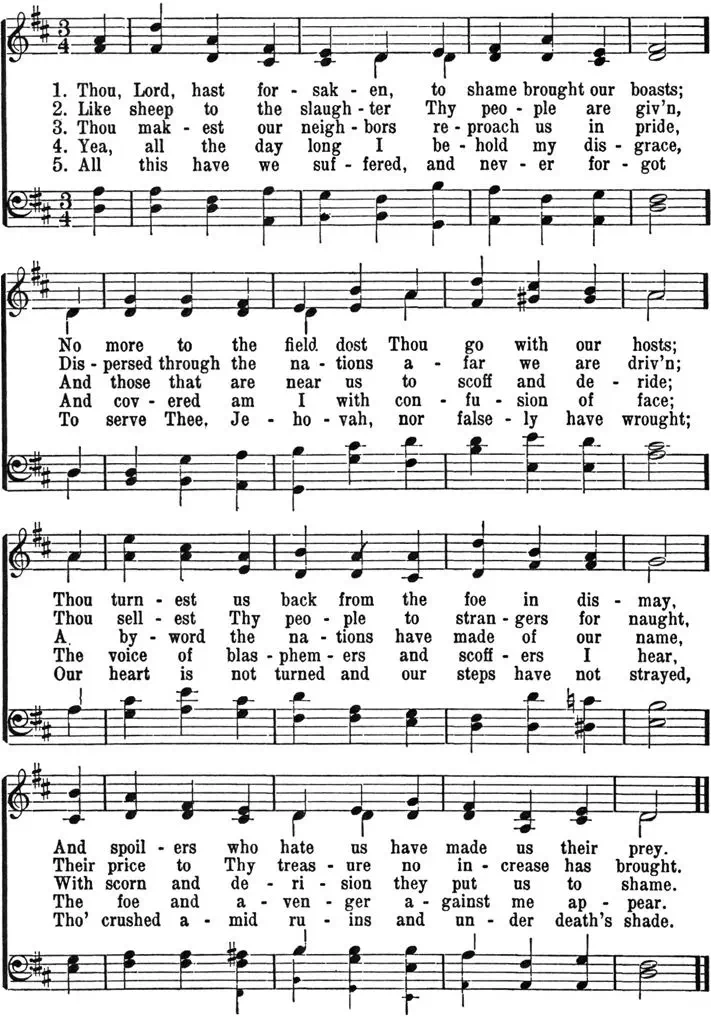 3 4
1. Thou, Lord, hast for - sak - en, to shame brought our boasts;
2. Like sheep to the slaugh - ter Thy peo - ple are giv'n,
3. Thou mak - est our neigh - bors re - proach us in pride,
4. Yea, all the day long I be - hold my dis - grace,
5. All this have we suf - fered, and nev - er for - got
3 4
No more to the field dost Thou go with our hosts;
Dis - persed through the na - tions a - far we are driv'n;
And those that are near us to scoff and de - ride;
And cov - ered am I with con - fu - sion of face;
To serve Thee, Je - ho - vah, nor false - ly have wrought;
Thou turn - est us back from the foe in dis - may,
Thou sell - est Thy peo - ple to stran - gers for naught,
A by - word the na - tions have made of our name,
The voice of blas - phem - ers and scoff - ers I hear,
Our heart is not turned and our steps have not strayed,
And spoil - ers who hate us have made us their prey.
Their price to Thy treas - ure no in - crease has brought.
With scorn and de - ri - sion they put us to shame.
The foe and a - ven - ger a - gainst me ap - pear.
Tho' crushed a - mid ru - ins and un - der death's shade.